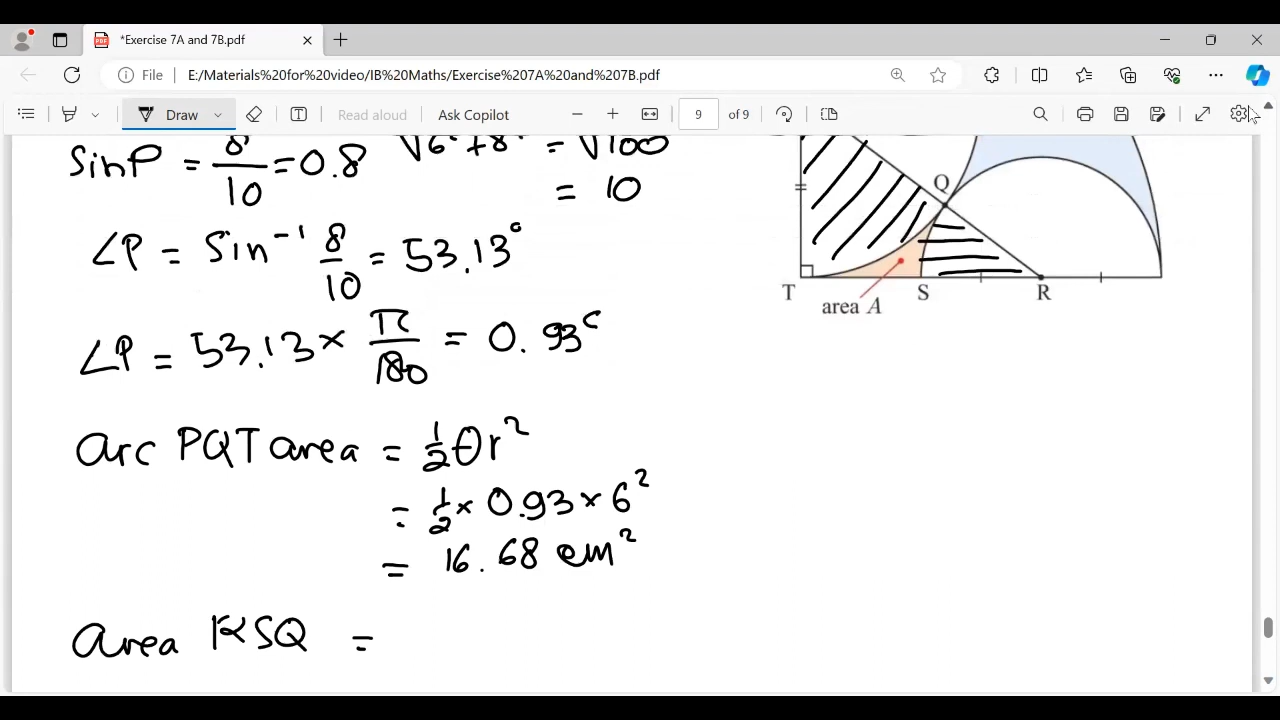 *Exercise 7A and 7B.pdf
File E:/Materials%20for%20video/IB%20Maths/Exercise%207A%20and%207B.pdf
Draw Read aloud Ask Copilot 9 of 9
SinP = 8/10 = 0.8 √6²+8² = √100
= 10
∠P = Sin⁻¹ 8/10 = 53.13°
∠P = 53.13 × π/180 = 0.93ᶜ
Arc PQT area = ½θr²
= ½ × 0.93 × 6²
= 16.68 cm²
Area RSQ =
Q
T S R
area A